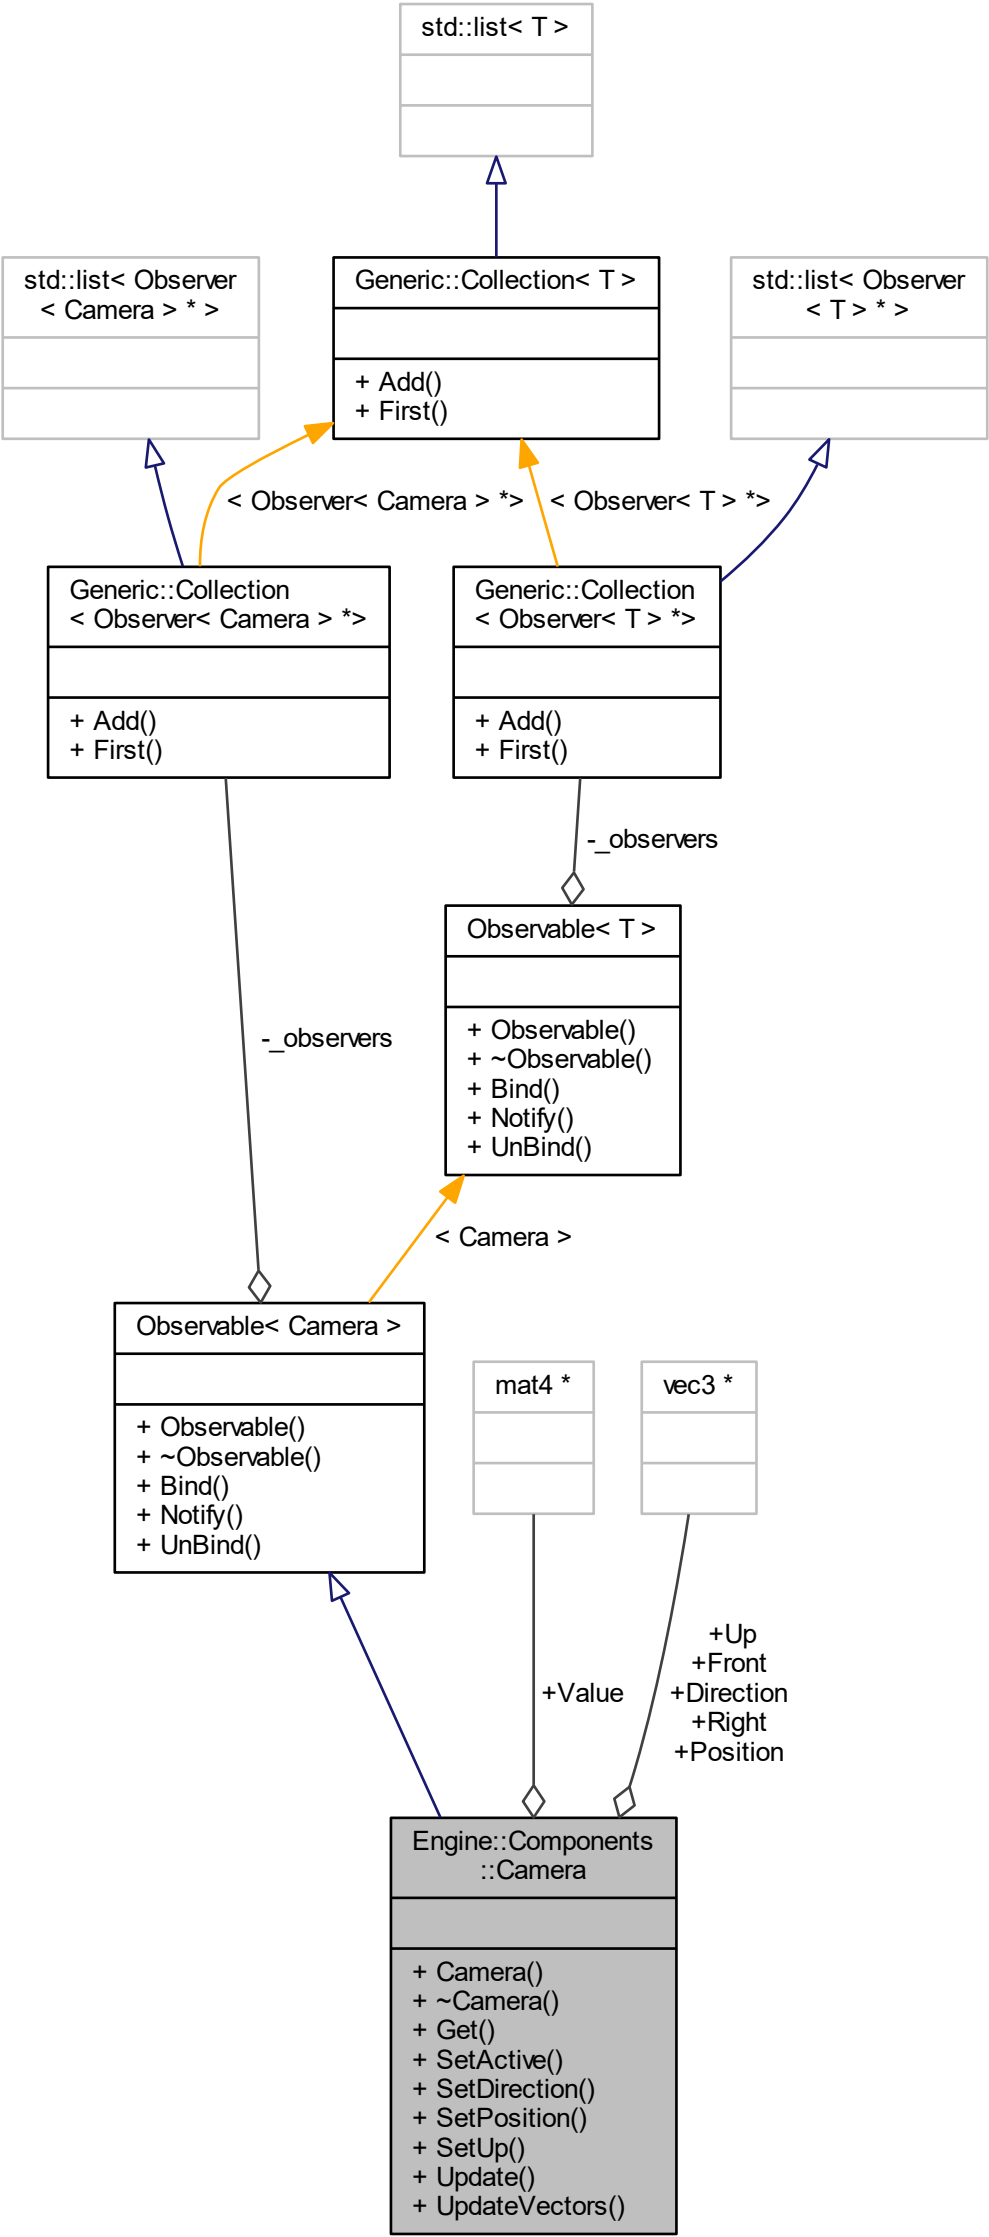 std::list< T >
Generic::Collection< T >
+ Add()
+ First()
std::list< Observer
< Camera > * >
std::list< Observer
< T > * >
< Observer< Camera > *>
< Observer< T > *>
Generic::Collection
< Observer< Camera > *>
+ Add()
+ First()
Generic::Collection
< Observer< T > *>
+ Add()
+ First()
-_observers
Observable< T >
+ Observable()
+ ~Observable()
+ Bind()
+ Notify()
+ UnBind()
-_observers
< Camera >
Observable< Camera >
+ Observable()
+ ~Observable()
+ Bind()
+ Notify()
+ UnBind()
mat4 *
vec3 *
+Value
+Up
+Front
+Direction
+Right
+Position
Engine::Components
::Camera
+ Camera()
+ ~Camera()
+ Get()
+ SetActive()
+ SetDirection()
+ SetPosition()
+ SetUp()
+ Update()
+ UpdateVectors()